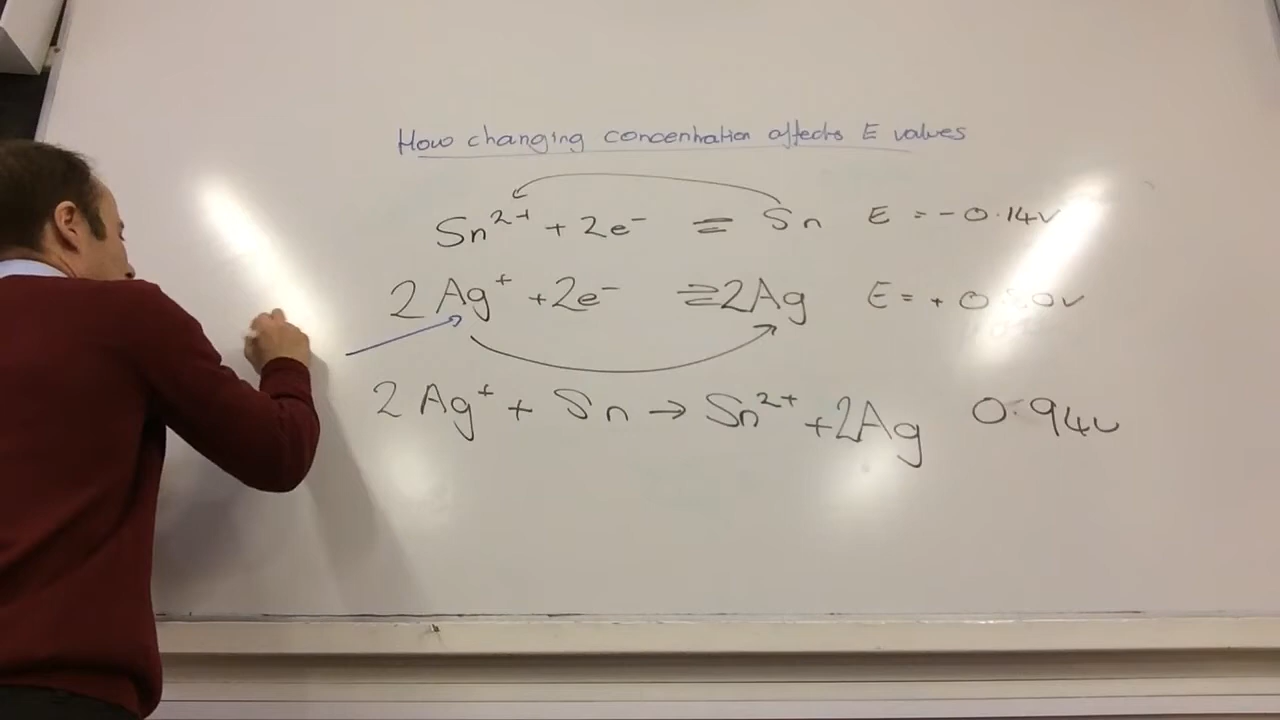 How changing concentration affects E values
Sn²⁺ + 2e⁻ ⇌ Sn E = -0.14v
2Ag⁺ + 2e⁻ ⇌ 2Ag E = +
2Ag⁺ + Sn → Sn²⁺ + 2Ag 0.94v